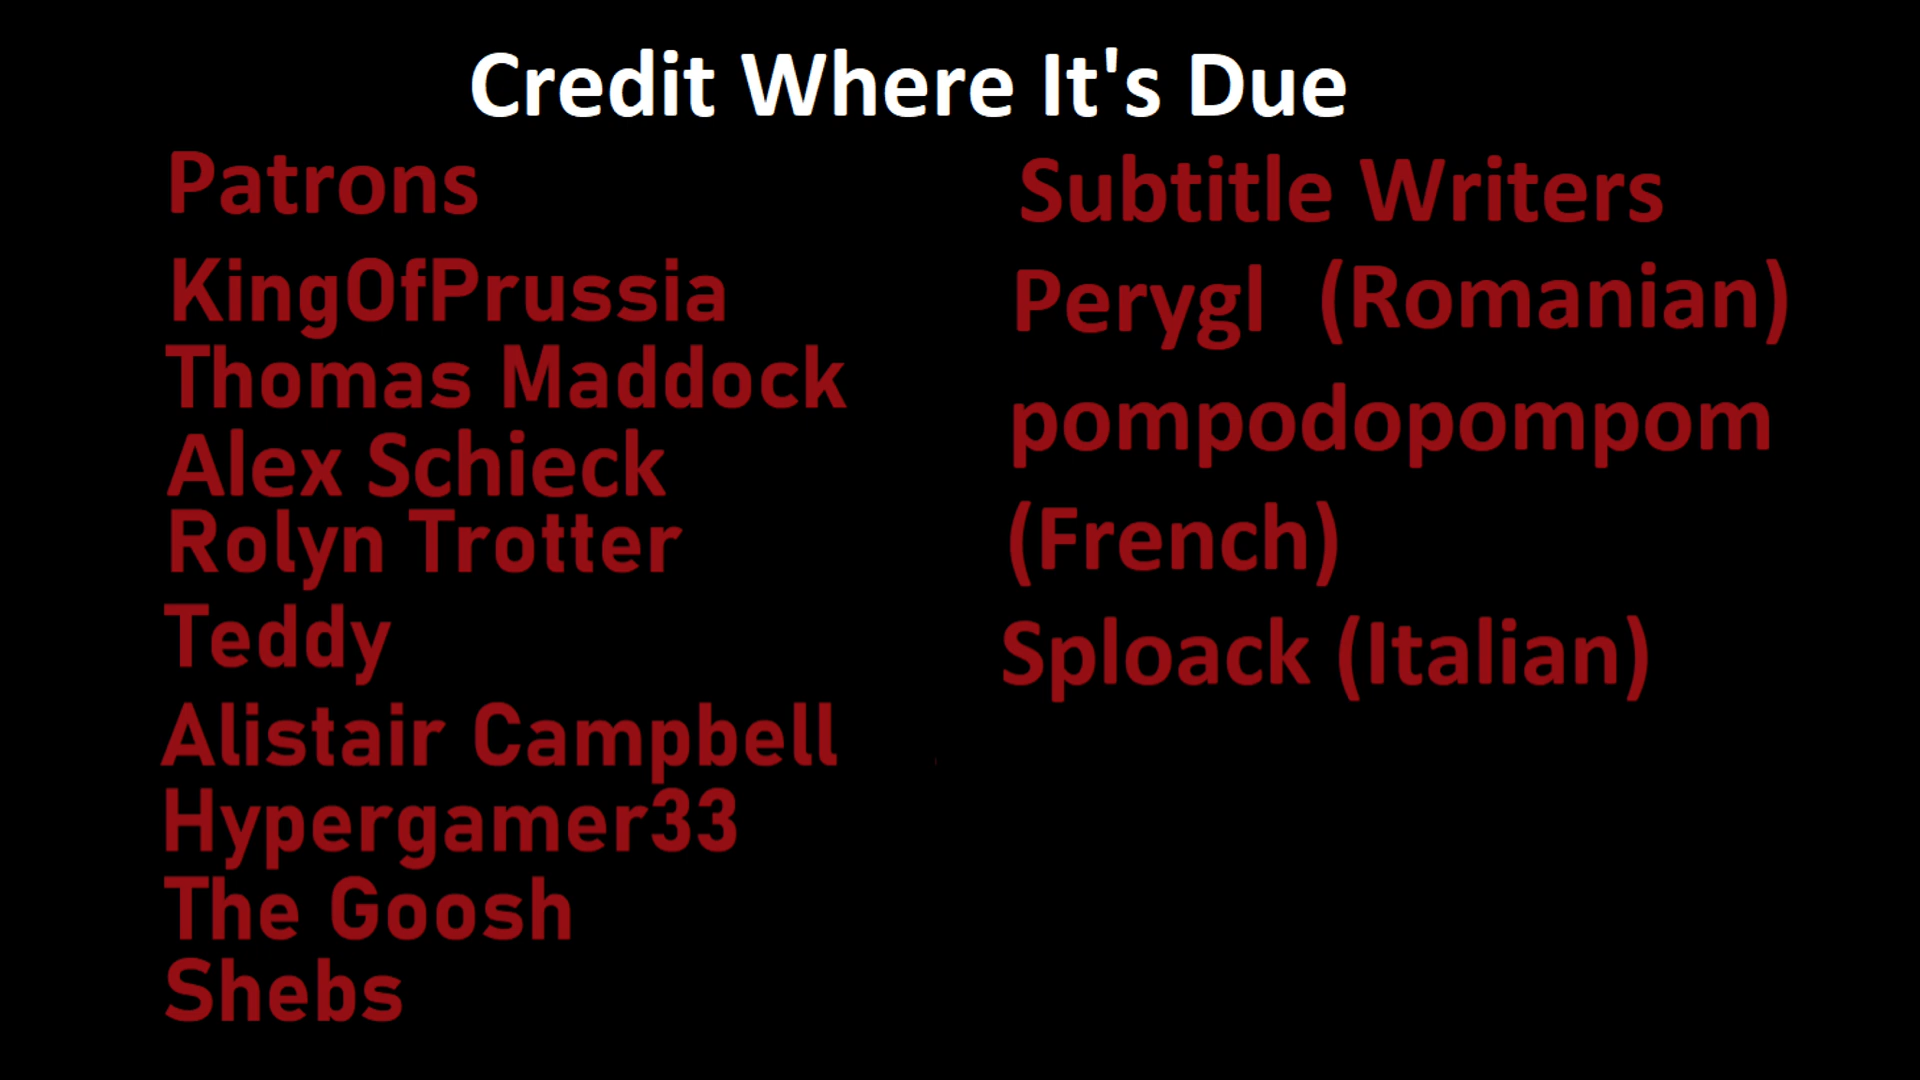 Credit Where It's Due
Patrons
KingOfPrussia
Thomas Maddock
Alex Schieck
Rolyn Trotter
Teddy
Alistair Campbell
Hypergamer33
The Goosh
Shebs
Subtitle Writers
Perygl (Romanian)
pompodopompom
(French)
Sploack (Italian)